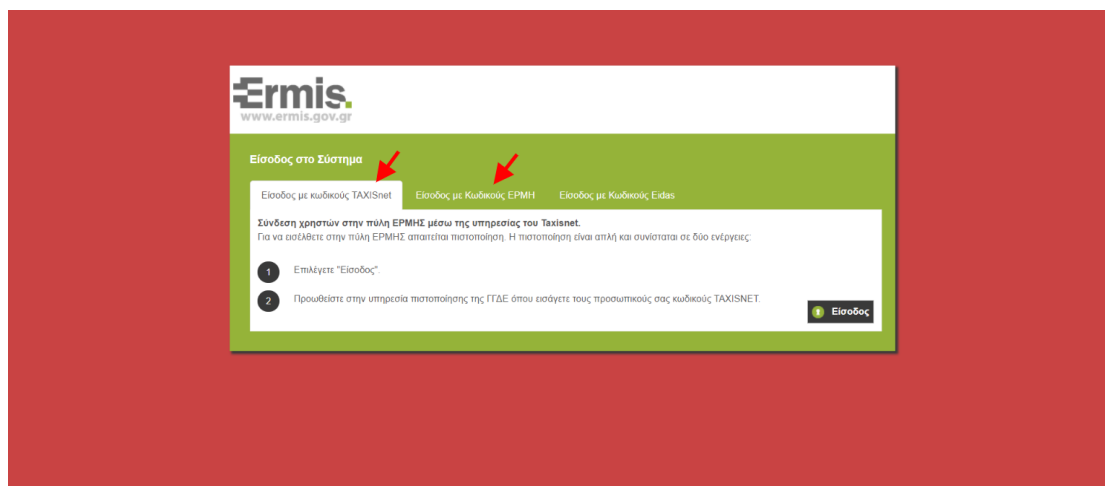 Ermis.
www.ermis.gov.gr
Είσοδος στο Σύστημα
Είσοδος με κωδικούς TAXISnet
Είσοδος με Κωδικούς ΕΡΜΗ
Είσοδος με Κωδικούς Eidas
Σύνδεση χρηστών στην πύλη ΕΡΜΗΣ μέσω της υπηρεσίας του Taxisnet.
Για να εισέλθετε στην πύλη ΕΡΜΗΣ απαιτείται πιστοποίηση. Η πιστοποίηση είναι απλή και συνίσταται σε δύο ενέργειες:
1 Επιλέγετε "Είσοδος".
2 Προωθείστε στην υπηρεσία πιστοποίησης της ΓΓΔΕ όπου εισάγετε τους προσωπικούς σας κωδικούς TAXISNET.
Είσοδος